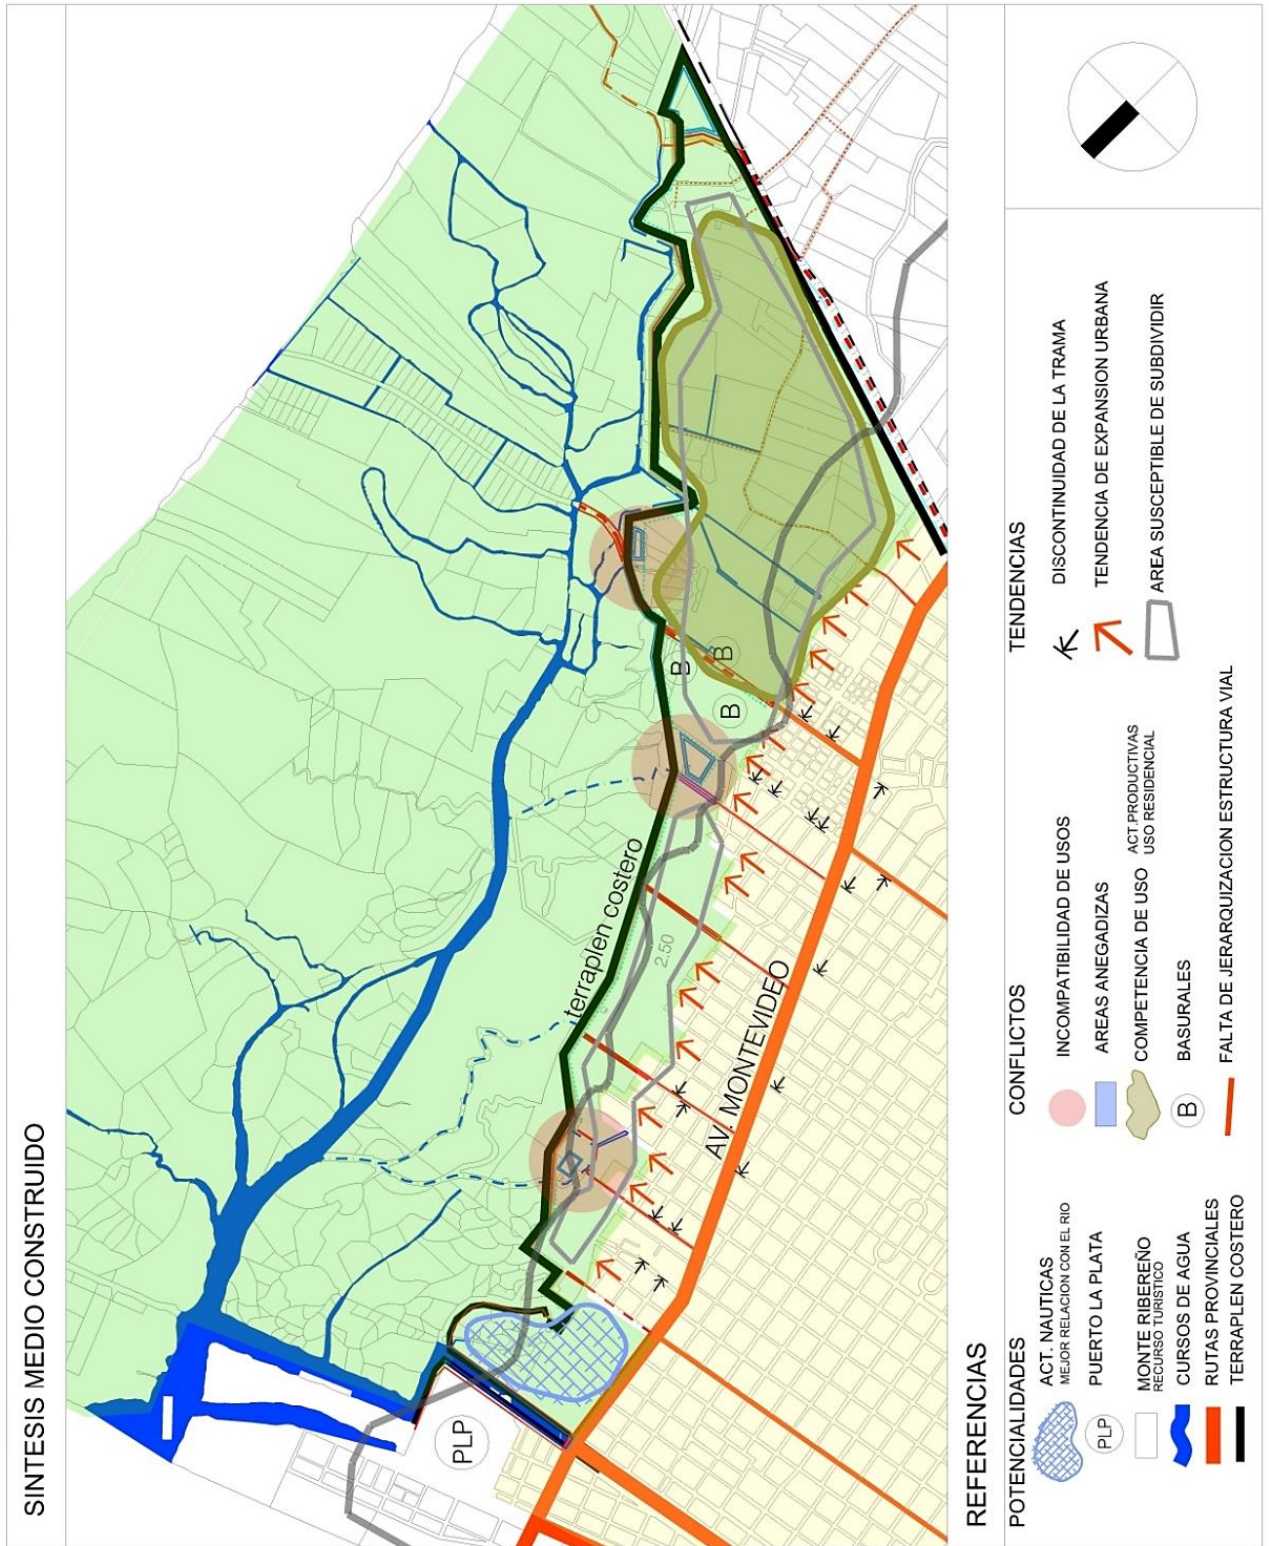 SINTESIS MEDIO CONSTRUIDO
PLP
terraplen costero
2.50
AV. MONTEVIDEO
B
B
B
REFERENCIAS
POTENCIALIDADES
ACT. NAUTICAS
MEJOR RELACION CON EL RIO
PLP
PUERTO LA PLATA
MONTE RIBEREÑO
RECURSO TURISTICO
CURSOS DE AGUA
RUTAS PROVINCIALES
TERRAPLEN COSTERO
CONFLICTOS
INCOMPATIBILIDAD DE USOS
AREAS ANEGADIZAS
COMPETENCIA DE USO
ACT.PRODUCTIVAS
USO RESIDENCIAL
B
BASURALES
FALTA DE JERARQUIZACION ESTRUCTURA VIAL
TENDENCIAS
DISCONTINUIDAD DE LA TRAMA
TENDENCIA DE EXPANSION URBANA
AREA SUSCEPTIBLE DE SUBDIVIDIR